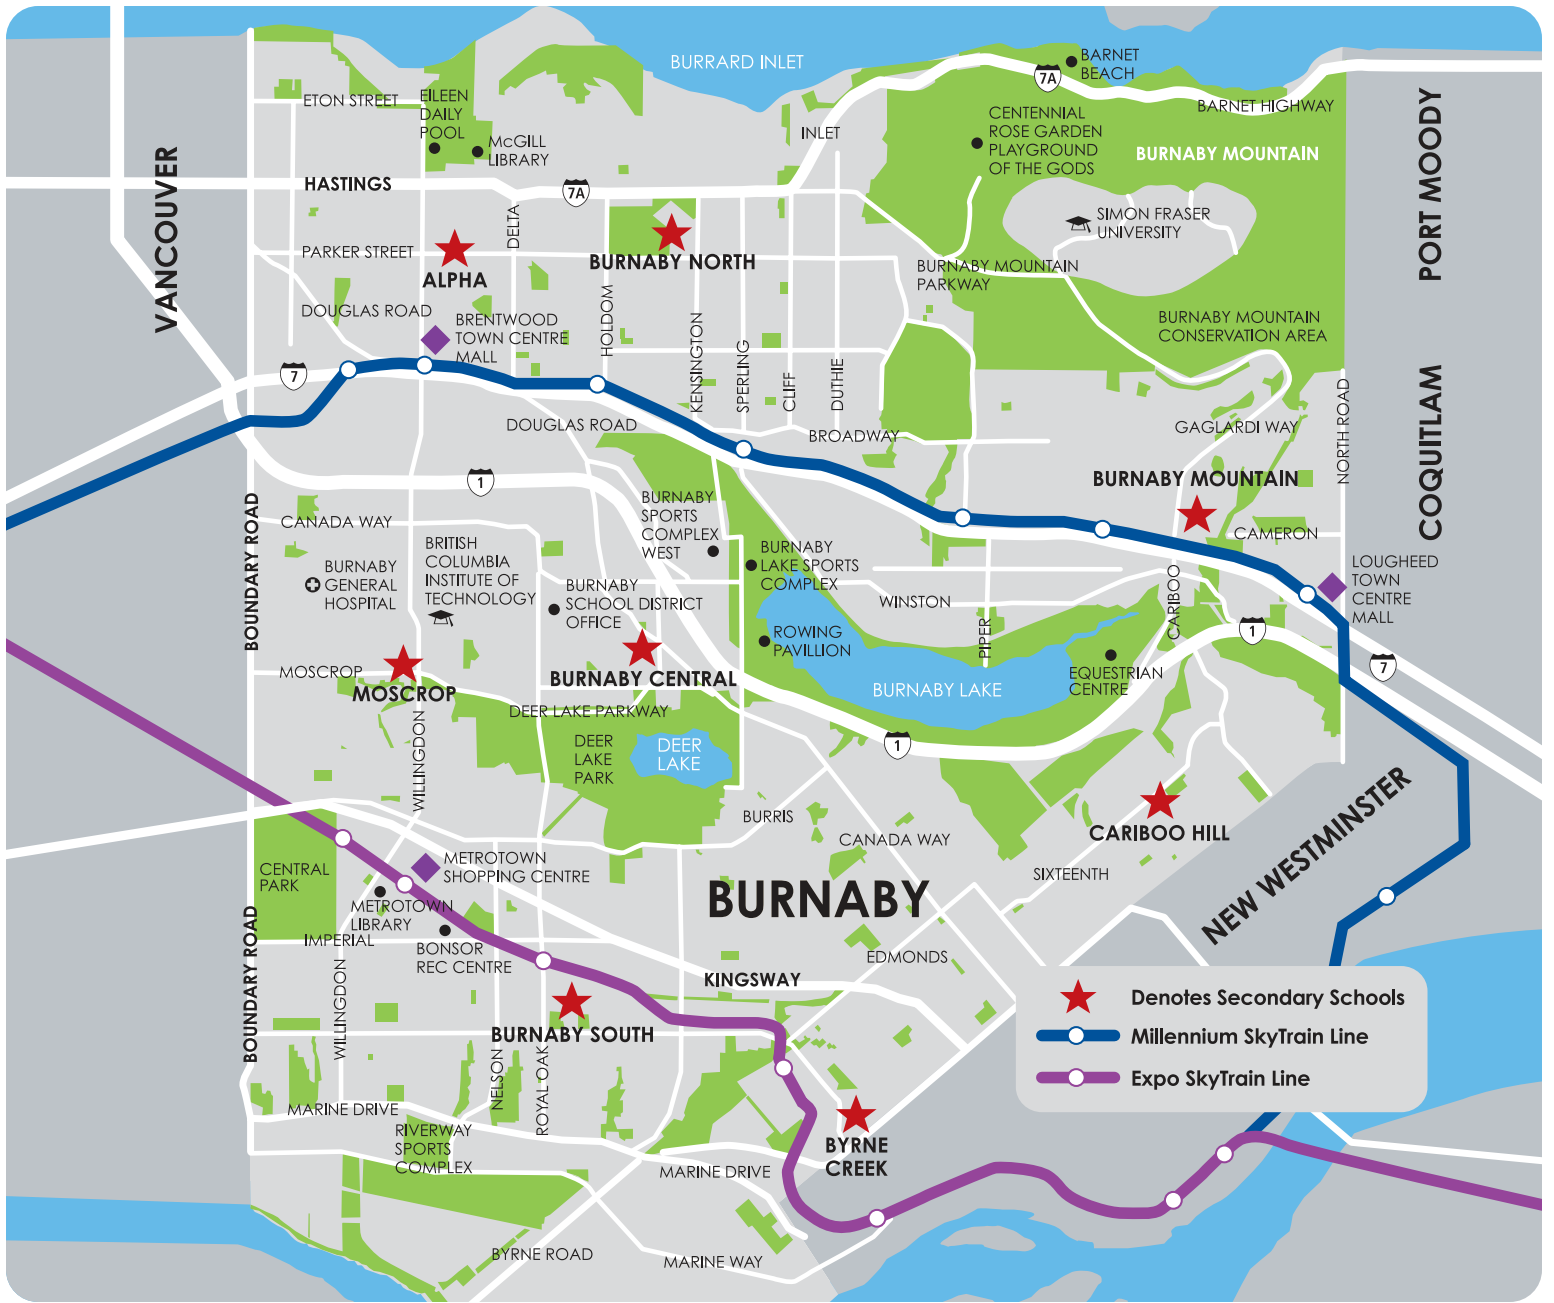 BURRARD INLET
BARNET
BEACH
7A
BARNET HIGHWAY
ETON STREET
EILEEN
DAILY
POOL
McGILL
LIBRARY
INLET
CENTENNIAL
ROSE GARDEN
PLAYGROUND
OF THE GODS
BURNABY MOUNTAIN
PORT MOODY
VANCOUVER
HASTINGS
7A
SIMON FRASER
UNIVERSITY
PARKER STREET
DELTA
ALPHA
BURNABY NORTH
BURNABY MOUNTAIN
PARKWAY
DOUGLAS ROAD
BRENTWOOD
TOWN CENTRE
MALL
HOLDOM
KENSINGTON
SPERLING
CLIFF
DUTHIE
BURNABY MOUNTAIN
CONSERVATION AREA
7
DOUGLAS ROAD
BROADWAY
GAGLARDI WAY
NORTH ROAD
COQUITLAM
1
BURNABY MOUNTAIN
BOUNDARY ROAD
CANADA WAY
BURNABY
SPORTS
COMPLEX
WEST
CAMERON
BURNABY
GENERAL
HOSPITAL
BRITISH
COLUMBIA
INSTITUTE OF
TECHNOLOGY
BURNABY
LAKE SPORTS
COMPLEX
BURNABY
SCHOOL DISTRICT
OFFICE
WINSTON
PIPER
CARIBOO
LOUGHEED
TOWN
CENTRE
MALL
1
7
ROWING
PAVILLION
MOSCROP
MOSCROP
BURNABY CENTRAL
BURNABY LAKE
EQUESTRIAN
CENTRE
DEER LAKE PARKWAY
WILLINGDON
DEER
LAKE
PARK
DEER
LAKE
1
BURRIS
CANADA WAY
CARIBOO HILL
SIXTEENTH
NEW WESTMINSTER
CENTRAL
PARK
METROTOWN
SHOPPING CENTRE
METROTOWN
LIBRARY
BURNABY
IMPERIAL
BONSOR
REC CENTRE
EDMONDS
BOUNDARY ROAD
WILLINGDON
KINGSWAY
BURNABY SOUTH
NELSON
ROYAL OAK
Denotes Secondary Schools
Millennium SkyTrain Line
Expo SkyTrain Line
MARINE DRIVE
RIVERWAY
SPORTS
COMPLEX
BYRNE
CREEK
MARINE DRIVE
BYRNE ROAD
MARINE WAY